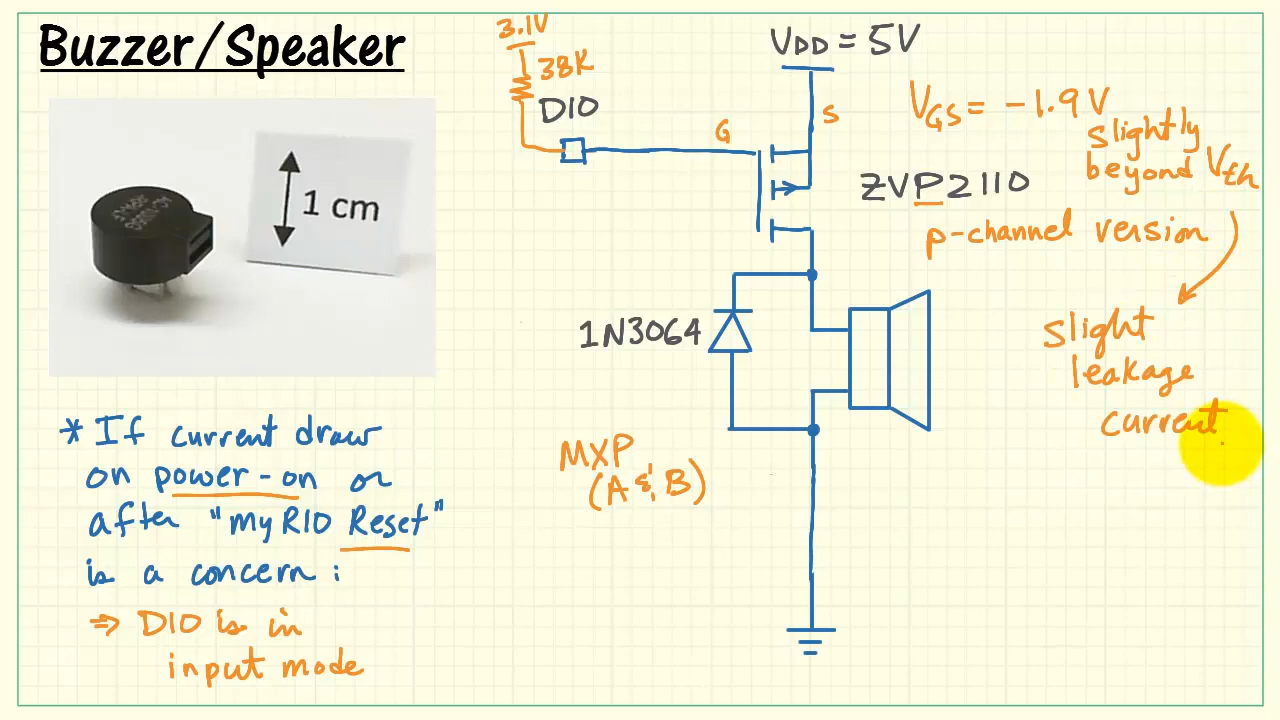 Buzzer/Speaker
1 cm
* If current draw
on power-on or
after "myRIO Reset"
is a concern:
⇒ DIO is in
input mode
3.1V
38K
DIO
G
VDD = 5V
S
ZVP2110
p-channel version
1N3064
MXP
(A & B)
VGS = -1.9V
slightly
beyond Vth
slight
leakage
current